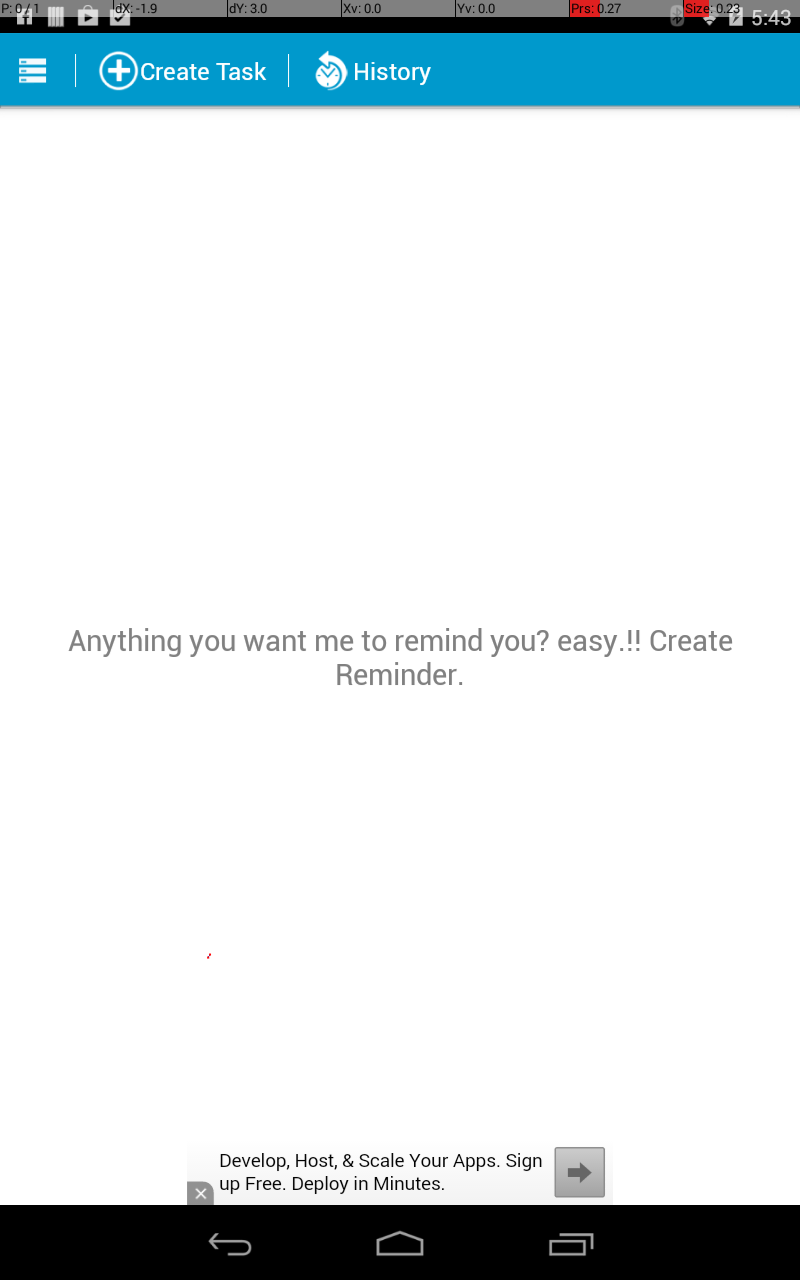 P: 0 / 1 dX: -1.9 dY: 3.0 Xv: 0.0 Yv: 0.0 Prs: 0.27 Size: 0.23
5:43
Create Task History
Anything you want me to remind you? easy.!! Create
Reminder.
Develop, Host, & Scale Your Apps. Sign
up Free. Deploy in Minutes.